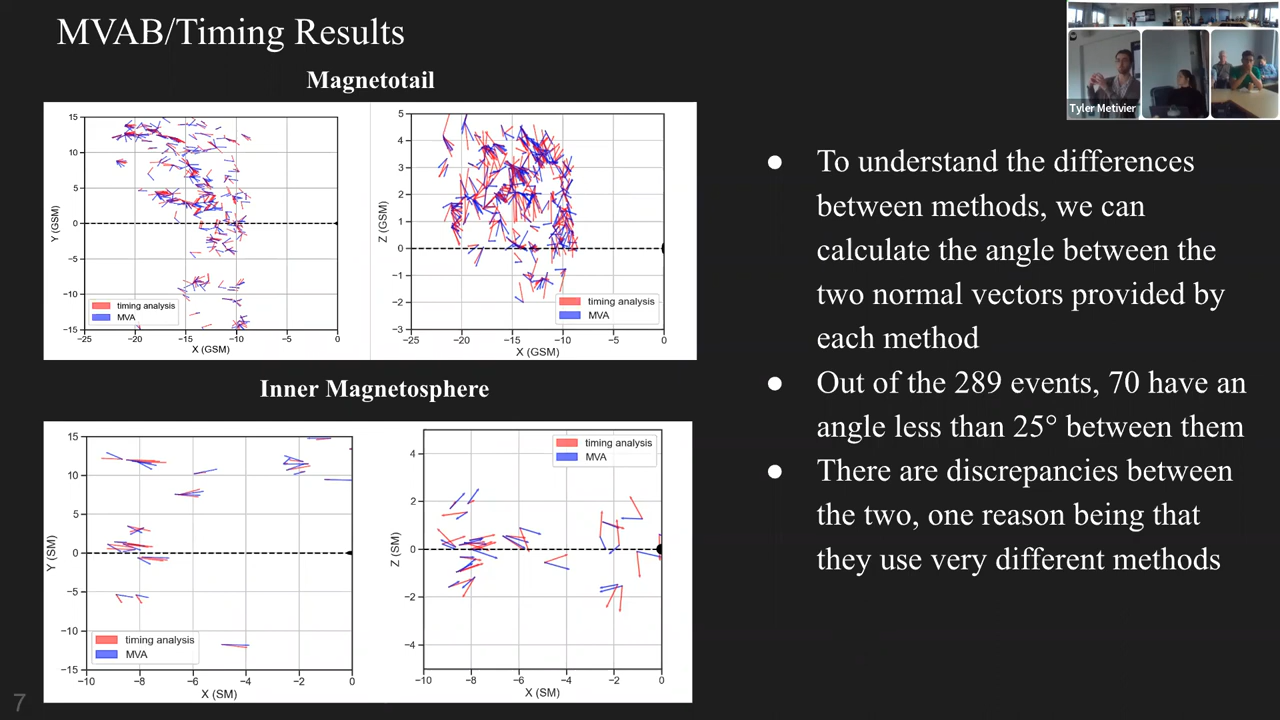 MVAB/Timing Results
Magnetotail
15
10
5
0
−5
−10
−15
Y (GSM)
−25
−20
−15
−10
−5
0
X (GSM)
timing analysis
MVA
5
4
3
2
1
0
−1
−2
−3
Z (GSM)
−25
−20
−15
−10
−5
0
X (GSM)
timing analysis
MVA
Inner Magnetosphere
15
10
5
0
−5
−10
−15
Y (SM)
−10
−8
−6
−4
−2
0
X (SM)
timing analysis
MVA
4
2
0
−2
−4
Z (SM)
−10
−8
−6
−4
−2
0
X (SM)
timing analysis
MVA
Tyler Metivier
● To understand the differences
between methods, we can
calculate the angle between the
two normal vectors provided by
each method
● Out of the 289 events, 70 have an
angle less than 25° between them
● There are discrepancies between
the two, one reason being that
they use very different methods
7